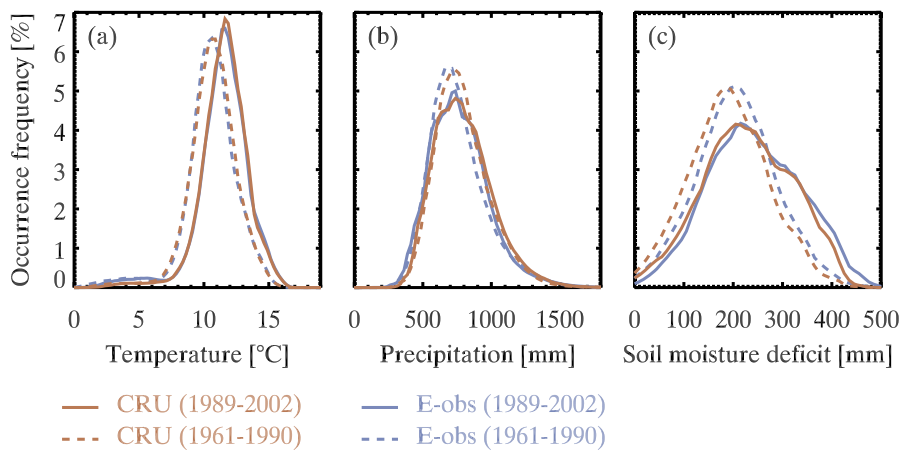 7
6
5
4
3
2
1
0
Occurrence frequency [%]
(a)
(b)
(c)
0 5 10 15
0 500 1000 1500
0 100 200 300 400 500
Temperature [°C]
Precipitation [mm]
Soil moisture deficit [mm]
CRU (1989-2002)
E-obs (1989-2002)
CRU (1961-1990)
E-obs (1961-1990)